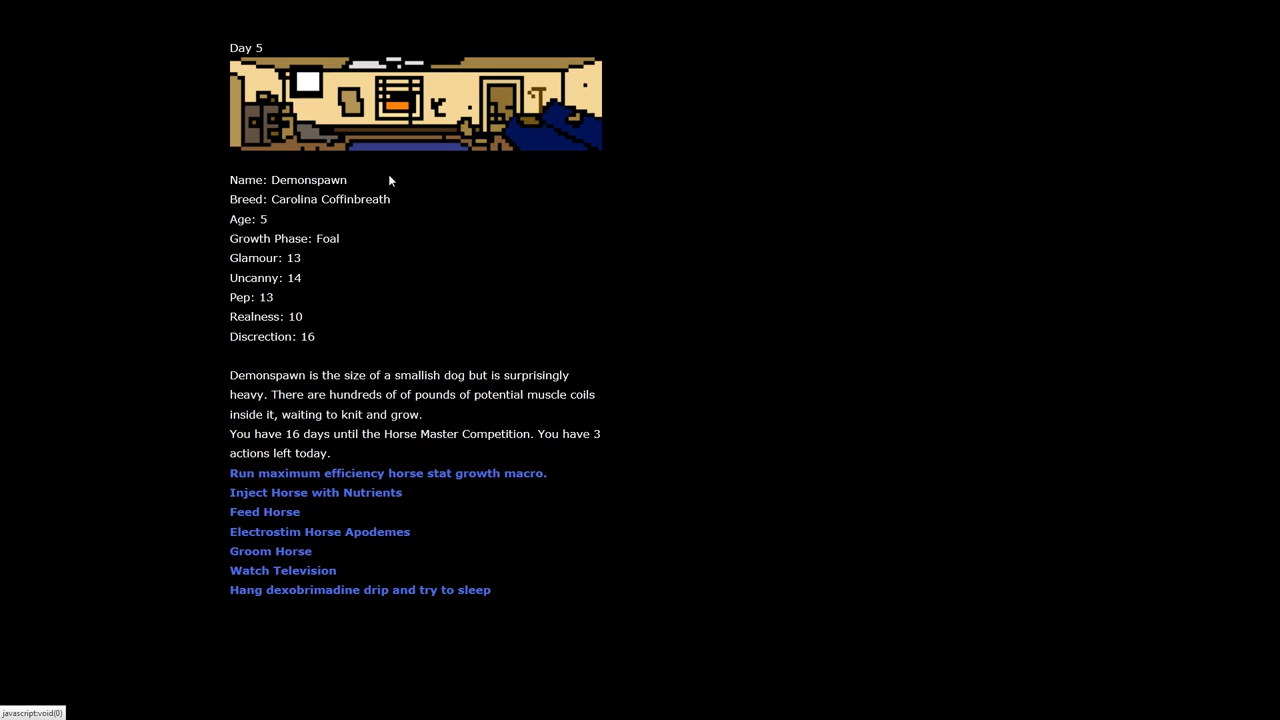 Day 5
Name: Demonspawn
Breed: Carolina Coffinbreath
Age: 5
Growth Phase: Foal
Glamour: 13
Uncanny: 14
Pep: 13
Realness: 10
Discrection: 16
Demonspawn is the size of a smallish dog but is surprisingly
heavy. There are hundreds of of pounds of potential muscle coils
inside it, waiting to knit and grow.
You have 16 days until the Horse Master Competition. You have 3
actions left today.
Run maximum efficiency horse stat growth macro.
Inject Horse with Nutrients
Feed Horse
Electrostim Horse Apodemes
Groom Horse
Watch Television
Hang dexobrimadine drip and try to sleep
javascript:void(0)